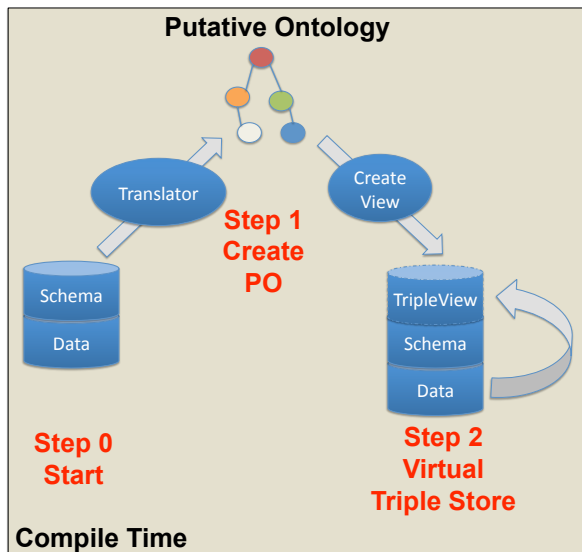 Putative Ontology
Translator
Create
View
Step 1
Create
PO
Schema
Data
TripleView
Schema
Data
Step 0
Start
Step 2
Virtual
Triple Store
Compile Time